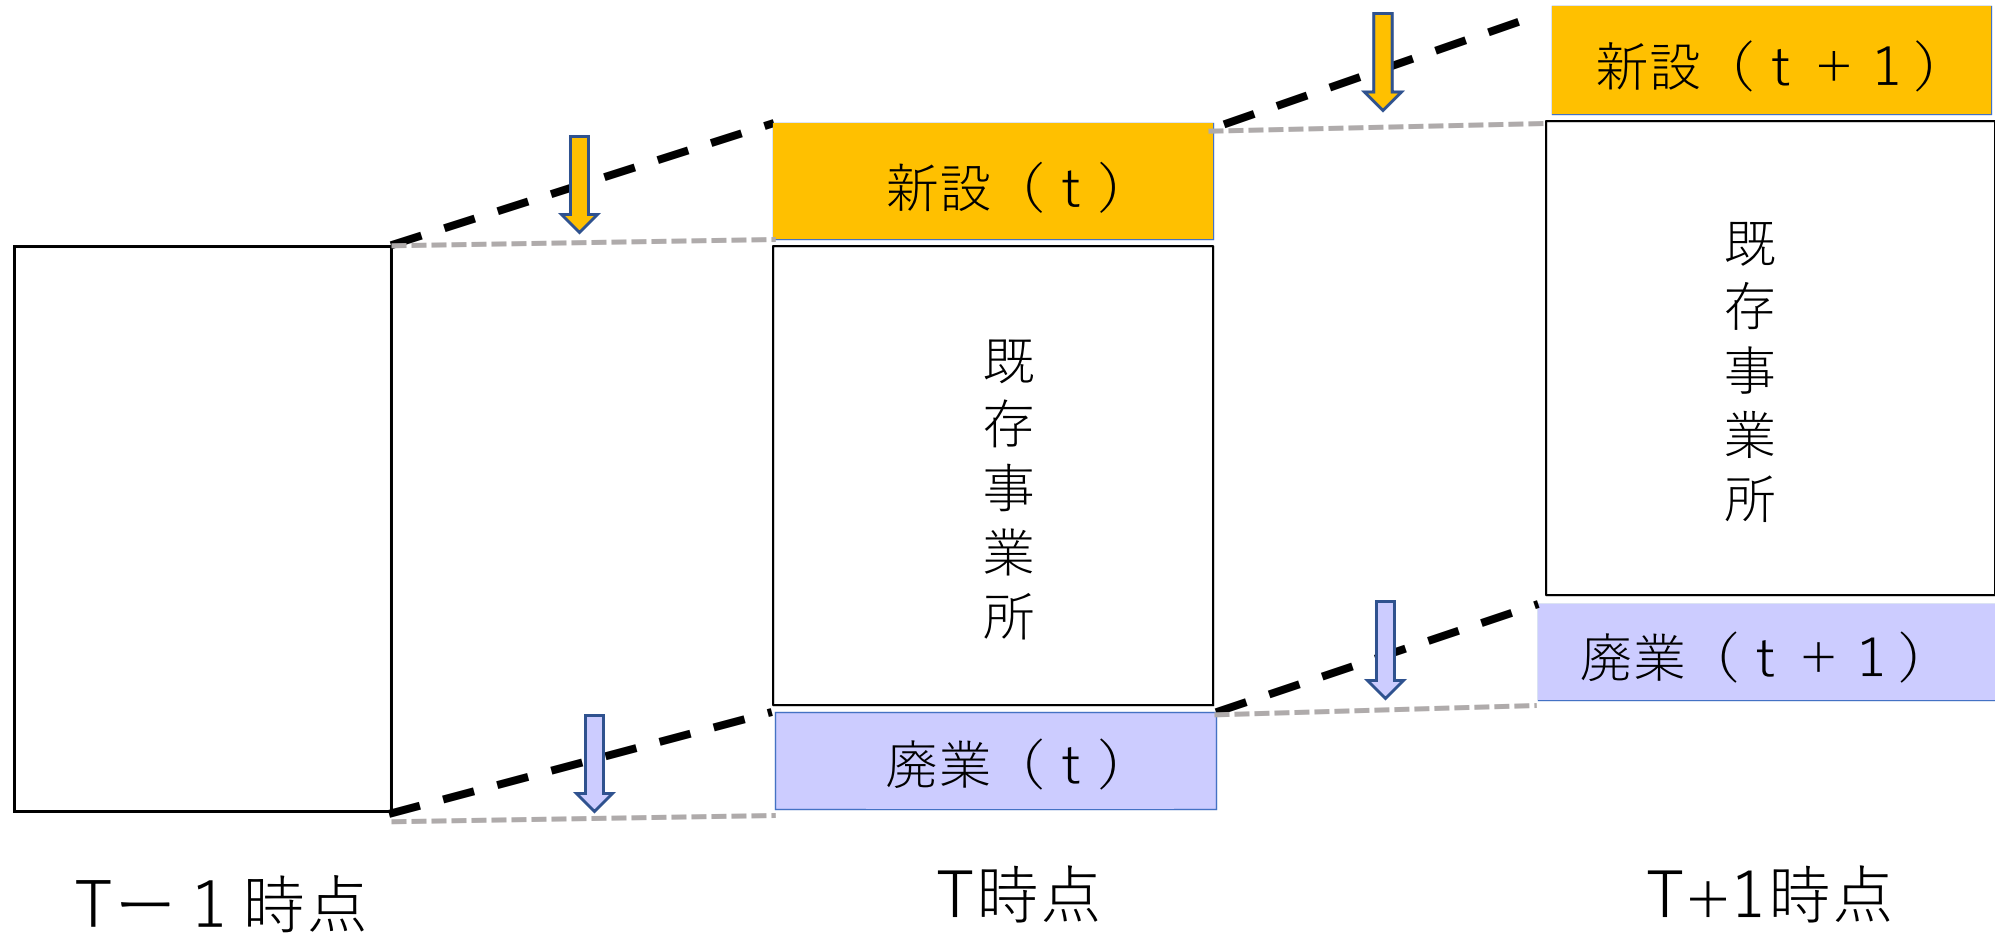 新設（ｔ＋１）
新設（ｔ）
既存事業所
既存事業所
廃業（ｔ＋１）
廃業（ｔ）
Tー１時点
T時点
T+1時点